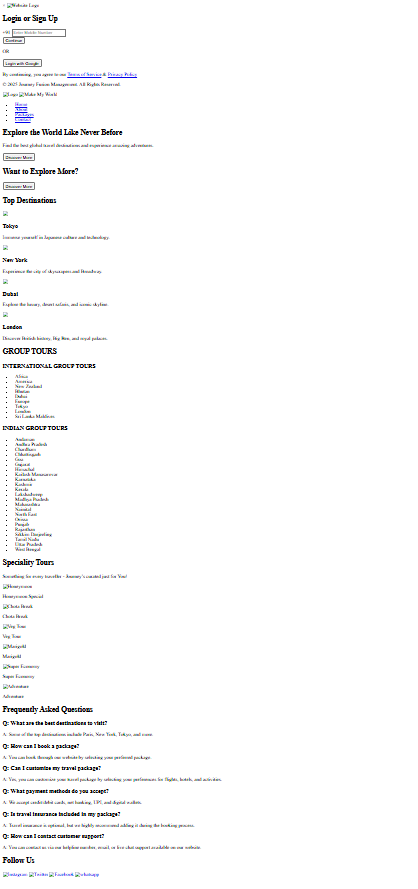 × Website Logo
Login or Sign Up
+91 Enter Mobile Number
Continue
OR
Login with Google
By continuing, you agree to our Terms of Service & Privacy Policy
© 2025 Journey Fusion Management. All Rights Reserved.
Logo Make My World
Home
About
Packages
Contact
Explore the World Like Never Before
Find the best global travel destinations and experience amazing adventures.
Discover More
Want to Explore More?
Discover More
Top Destinations
Tokyo
Immerse yourself in Japanese culture and technology.
New York
Experience the city of skyscrapers and Broadway.
Dubai
Explore the luxury, desert safaris, and iconic skyline.
London
Discover British history, Big Ben, and royal palaces.
GROUP TOURS
INTERNATIONAL GROUP TOURS
Africa
America
New Zealand
Bhutan
Dubai
Europe
Tokyo
London
Sri Lanka Maldives
INDIAN GROUP TOURS
Andaman
Andhra Pradesh
Chardham
Chhattisgarh
Goa
Gujarat
Himachal
Kailash Manasarovar
Karnataka
Kashmir
Kerala
Lakshadweep
Madhya Pradesh
Maharashtra
Nainital
North East
Orissa
Punjab
Rajasthan
Sikkim Darjeeling
Tamil Nadu
Uttar Pradesh
West Bengal
Speciality Tours
Something for every traveller - Journey's curated just for You!
Honeymoon
Honeymoon Special
Chota Break
Chota Break
Veg Tour
Veg Tour
Marigold
Marigold
Super Economy
Super Economy
Adventure
Adventure
Frequently Asked Questions
Q: What are the best destinations to visit?
A: Some of the top destinations include Paris, New York, Tokyo, and more.
Q: How can I book a package?
A: You can book through our website by selecting your preferred package.
Q: Can I customize my travel package?
A: Yes, you can customize your travel package by selecting your preferences for flights, hotels, and activities.
Q: What payment methods do you accept?
A: We accept credit/debit cards, net banking, UPI, and digital wallets.
Q: Is travel insurance included in my package?
A: Travel insurance is optional, but we highly recommend adding it during the booking process.
Q: How can I contact customer support?
A: You can contact us via our helpline number, email, or live chat support available on our website.
Follow Us
Instagram Twitter Facebook whatsapp